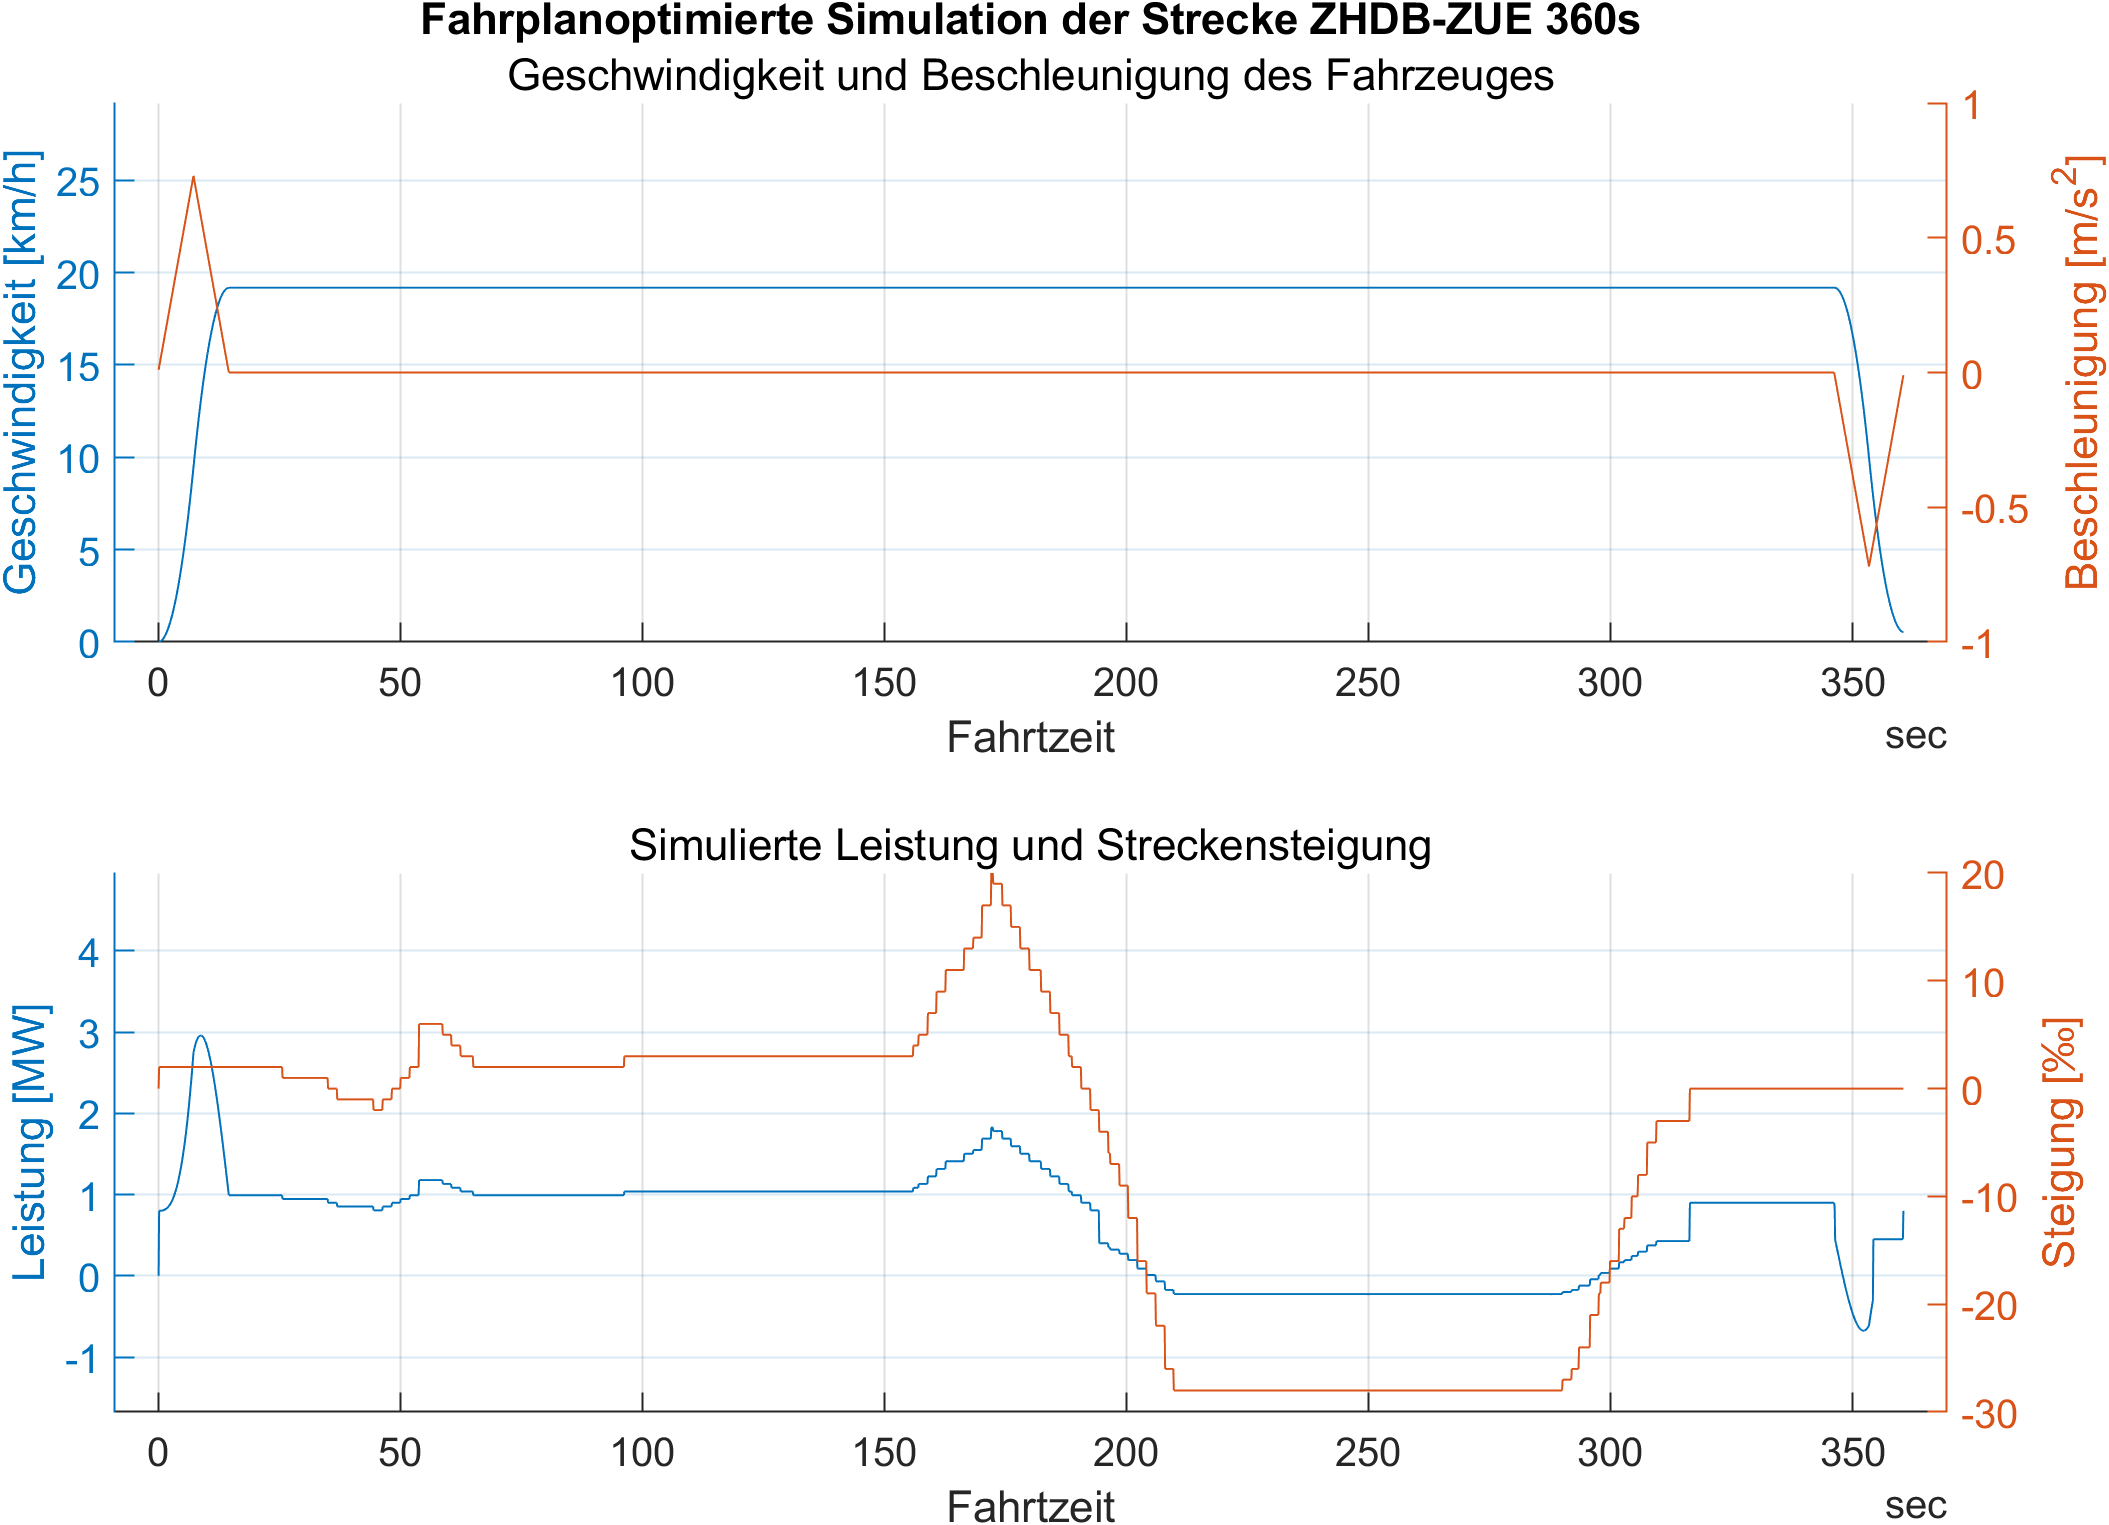 Fahrplanoptimierte Simulation der Strecke ZHDB-ZUE 360s
Geschwindigkeit und Beschleunigung des Fahrzeuges
Geschwindigkeit [km/h]
25
20
15
10
5
0
Beschleunigung [m/s²]
1
0.5
0
-0.5
-1
0 50 100 150 200 250 300 350
Fahrtzeit
sec
Simulierte Leistung und Streckensteigung
Leistung [MW]
4
3
2
1
0
-1
Steigung [‰]
20
10
0
-10
-20
-30
0 50 100 150 200 250 300 350
Fahrtzeit
sec